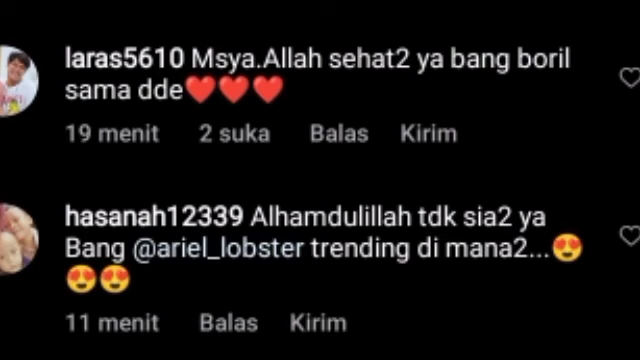 laras5610 Msya.Allah sehat2 ya bang boril
sama dde❤️❤️❤️
19 menit 2 suka Balas Kirim
hasanah12339 Alhamdulillah tdk sia2 ya
Bang @ariel_lobster trending di mana2...😍
😍😍
11 menit Balas Kirim